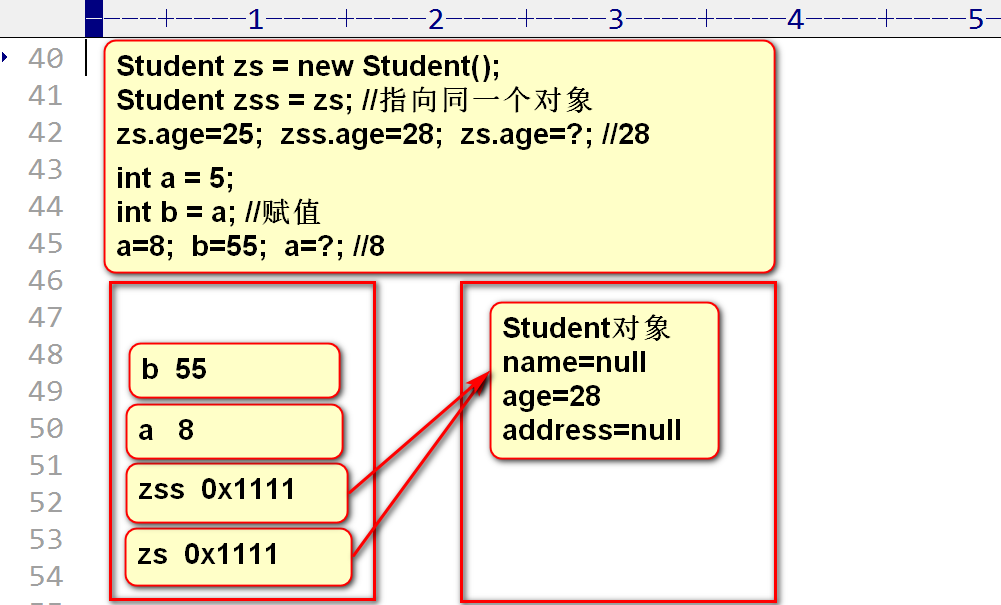 1 2 3 4 5
40
41
42
43
44
45
46
47
48
49
50
51
52
53
54
Student zs = new Student();
Student zss = zs; //指向同一个对象
zs.age=25; zss.age=28; zs.age=?; //28
int a = 5;
int b = a; //赋值
a=8; b=55; a=?; //8
b 55
a 8
zss 0x1111
zs 0x1111
Student对象
name=null
age=28
address=null